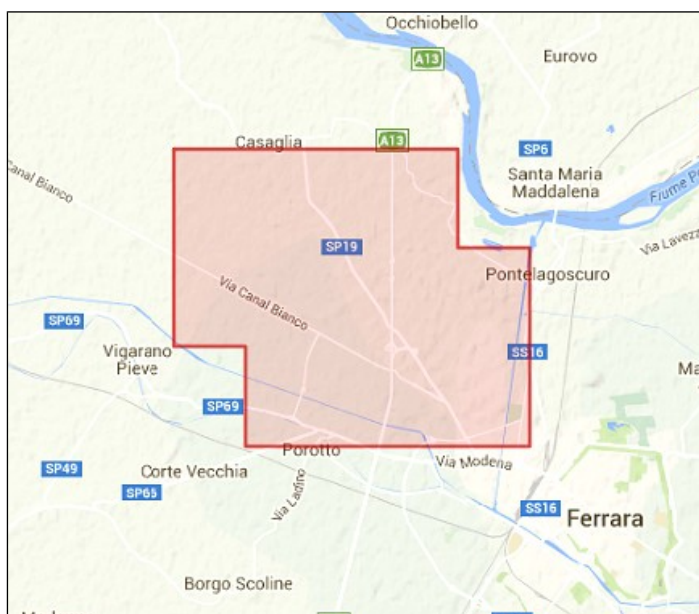 Occhiobello
A13
Eurovo
Casaglia
A13
SP6
Santa Maria
Maddalena
Canal Bianco
Fiume Po
SP19
Via Lavezz
Pontelagoscuro
Via Canal Bianco
SP69
Vigarano
Pieve
SS16
Ma
SP69
Porotto
Via Modena
SP49
Corte Vecchia
SP65
Via Ladino
SS16
Ferrara
Borgo Scoline